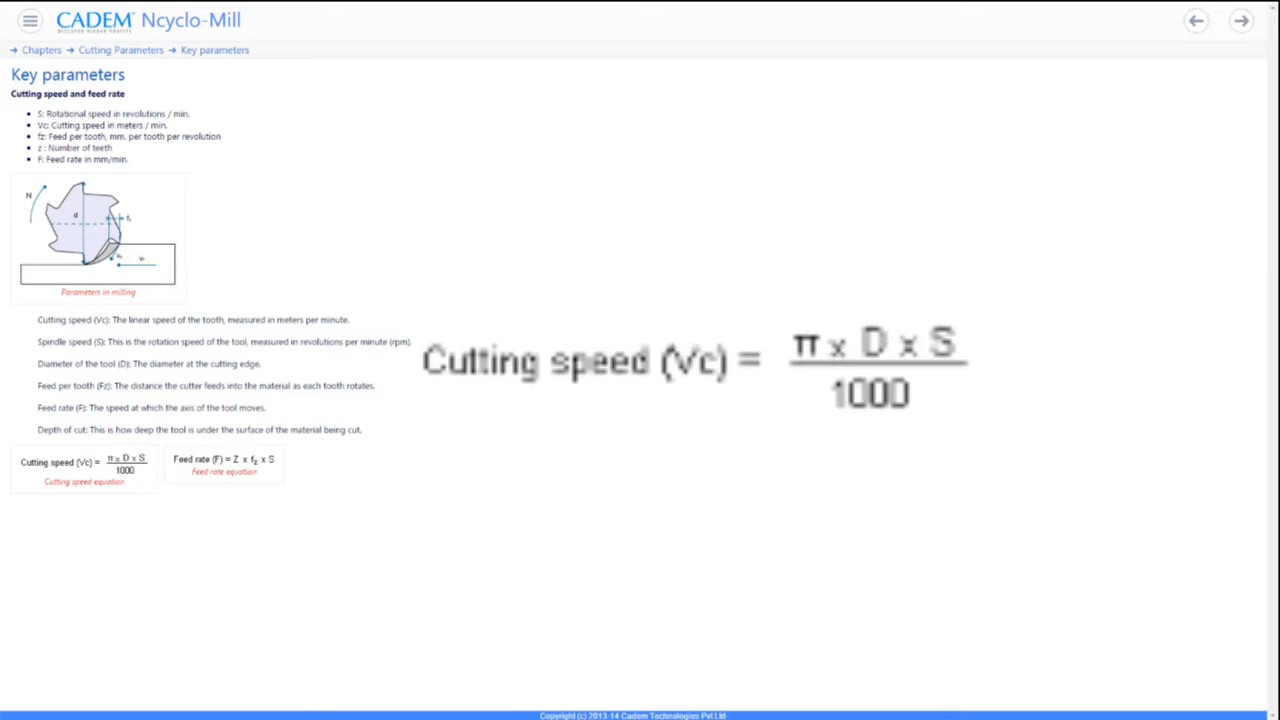 CADEM Ncyclo-Mill
DISCOVER HIDDEN PROFITS
→ Chapters → Cutting Parameters → Key parameters
Key parameters
Cutting speed and feed rate
• S: Rotational speed in revolutions / min.
• Vc: Cutting speed in meters / min.
• fz: Feed per tooth, mm. per tooth per revolution
• z : Number of teeth
• F: Feed rate in mm/min.
N
d
Parameters in milling
Cutting speed (Vc): The linear speed of the tooth, measured in meters per minute.
Spindle speed (S): This is the rotation speed of the tool, measured in revolutions per minute (rpm).
Diameter of the tool (D): The diameter at the cutting edge.
Feed per tooth (Fz): The distance the cutter feeds into the material as each tooth rotates.
Feed rate (F): The speed at which the axis of the tool moves.
Depth of cut: This is how deep the tool is under the surface of the material being cut.
Cutting speed (Vc) = π x D x S
1000
Cutting speed equation
Feed rate (F) = Z x fz x S
Feed rate equation
Cutting speed (Vc) = π x D x S
1000
Copyright (c) 2013-14 Cadem Technologies Pvt.Ltd